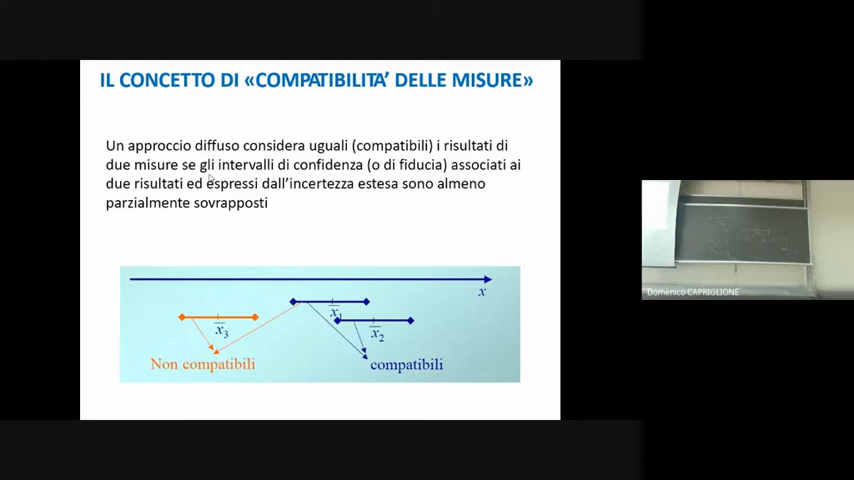 IL CONCETTO DI «COMPATIBILITA’ DELLE MISURE»
Un approccio diffuso considera uguali (compatibili) i risultati di
due misure se gli intervalli di confidenza (o di fiducia) associati ai
due risultati ed espressi dall’incertezza estesa sono almeno
parzialmente sovrapposti
x
x̅1
x̅3
x̅2
Non compatibili
compatibili
Domenico CAPRIGLIONE